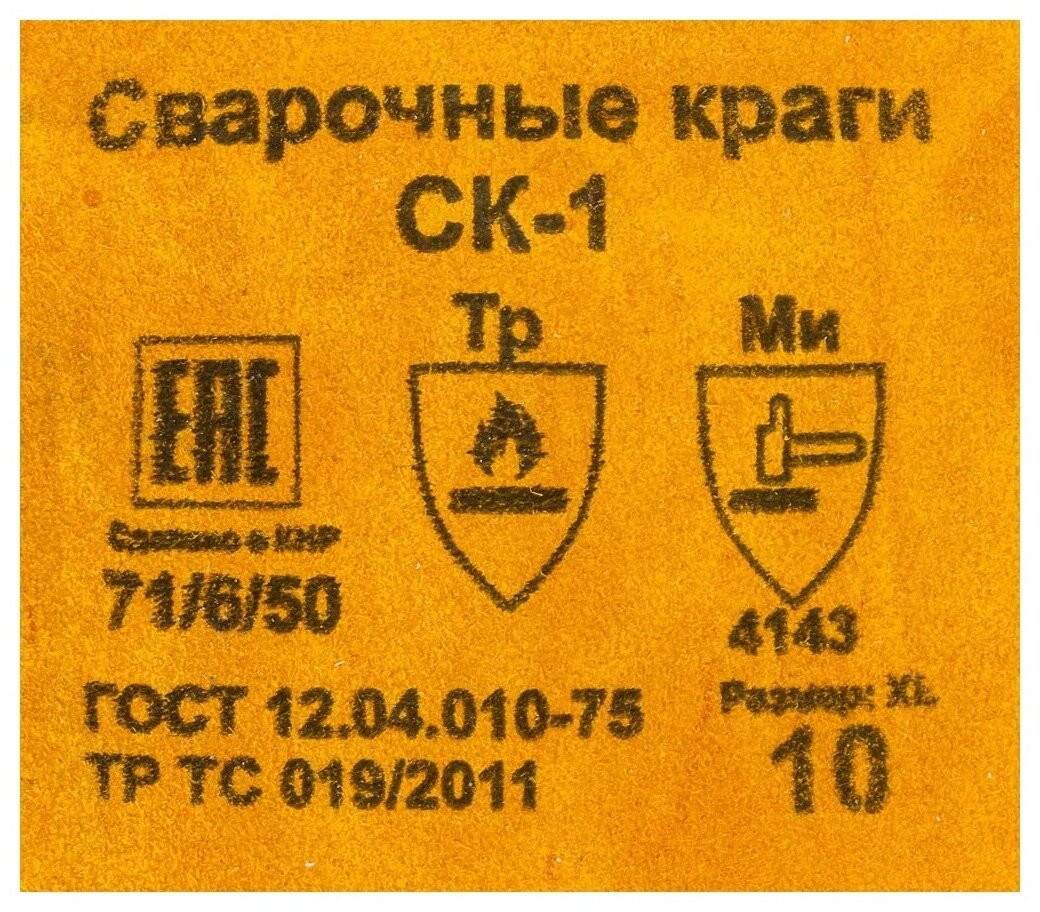 Сварочные краги
СК-1
Тр
Ми
ЕАС
Сделано в КНР
71/6/50
4143
ГОСТ 12.04.010-75
Размер: XL
10
ТР ТС 019/2011